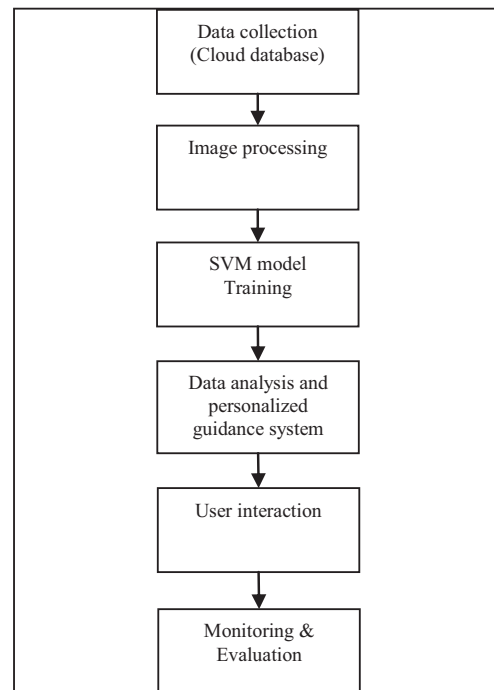 Data collection
(Cloud database)
Image processing
SVM model
Training
Data analysis and
personalized
guidance system
User interaction
Monitoring &
Evaluation